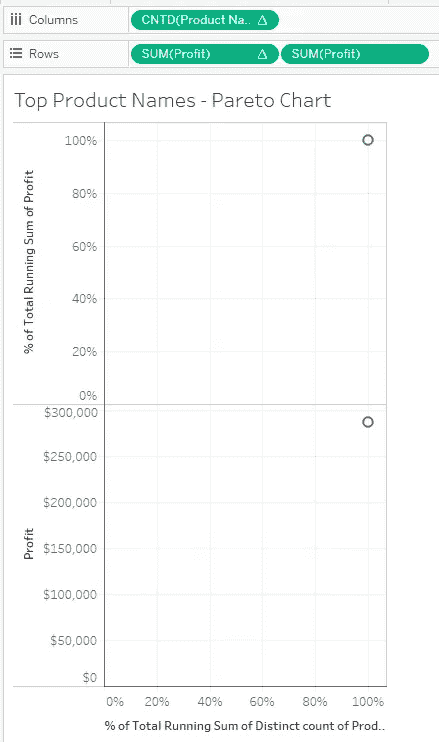 Columns
CNTD(Product Na.. Δ
Rows
SUM(Profit) Δ SUM(Profit)
Top Product Names - Pareto Chart
% of Total Running Sum of Profit
100%
80%
60%
40%
20%
0%
Profit
$300,000
$250,000
$200,000
$150,000
$100,000
$50,000
$0
0% 20% 40% 60% 80% 100%
% of Total Running Sum of Distinct count of Prod..